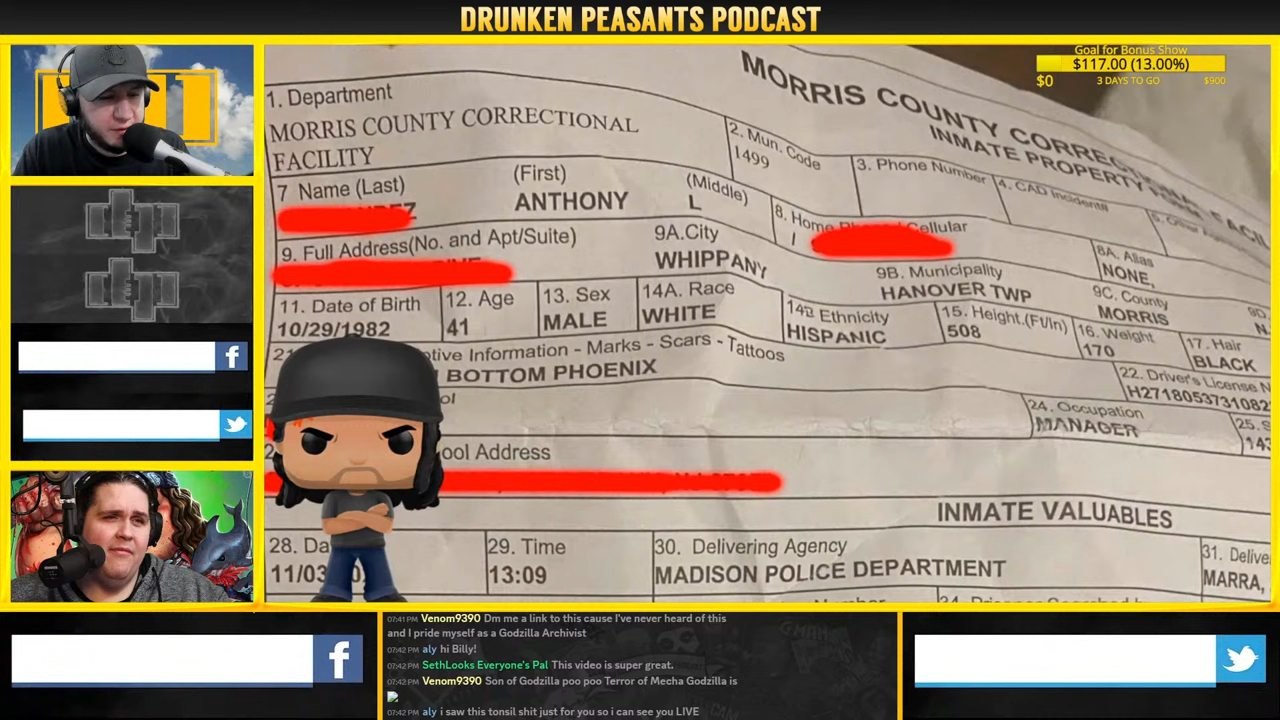 DRUNKEN PEASANTS PODCAST
Goal for Bonus Show
$117.00 (13.00%)
$0
3 DAYS TO GO
$900
MORRIS COUNTY
INMATE PROPERTY
1. Department
MORRIS COUNTY CORRECTIONAL
FACILITY
2. Mun. Code
1499
3. Phone Number
4. CAD Incident#
7 Name (Last)
(First)
ANTHONY
(Middle)
L
8. Home
Cellular
8A. Alias
NONE,
9. Full Address(No. and Apt/Suite)
9A.City
WHIPPANY
9B. Municipality
HANOVER TWP
9C. County
MORRIS
11. Date of Birth
10/29/1982
12. Age
41
13. Sex
MALE
14A. Race
WHITE
Ethnicity
HISPANIC
15. Height.(Ft/In)
508
16. Weight
170
17. Hair
BLACK
Information - Marks - Scars - Tattoos
BOTTOM PHOENIX
22. Driver's License
24. Occupation
MANAGER
25.
Address
INMATE VALUABLES
28.
29. Time
13:09
30. Delivering Agency
MADISON POLICE DEPARTMENT
31.
MARRA,
f
f
07:41 PM Venom9390 Dm me a link to this cause I've never heard of this
and I pride myself as a Godzilla Archivist
07:42 PM aly hi Billy!
07:42 PM SethLooks Everyone's Pal This video is super great.
07:42 PM Venom9390 Son of Godzilla poo poo Terror of Mecha Godzilla is
07:42 PM aly i saw this tonsil shit just for you so i can see you LIVE